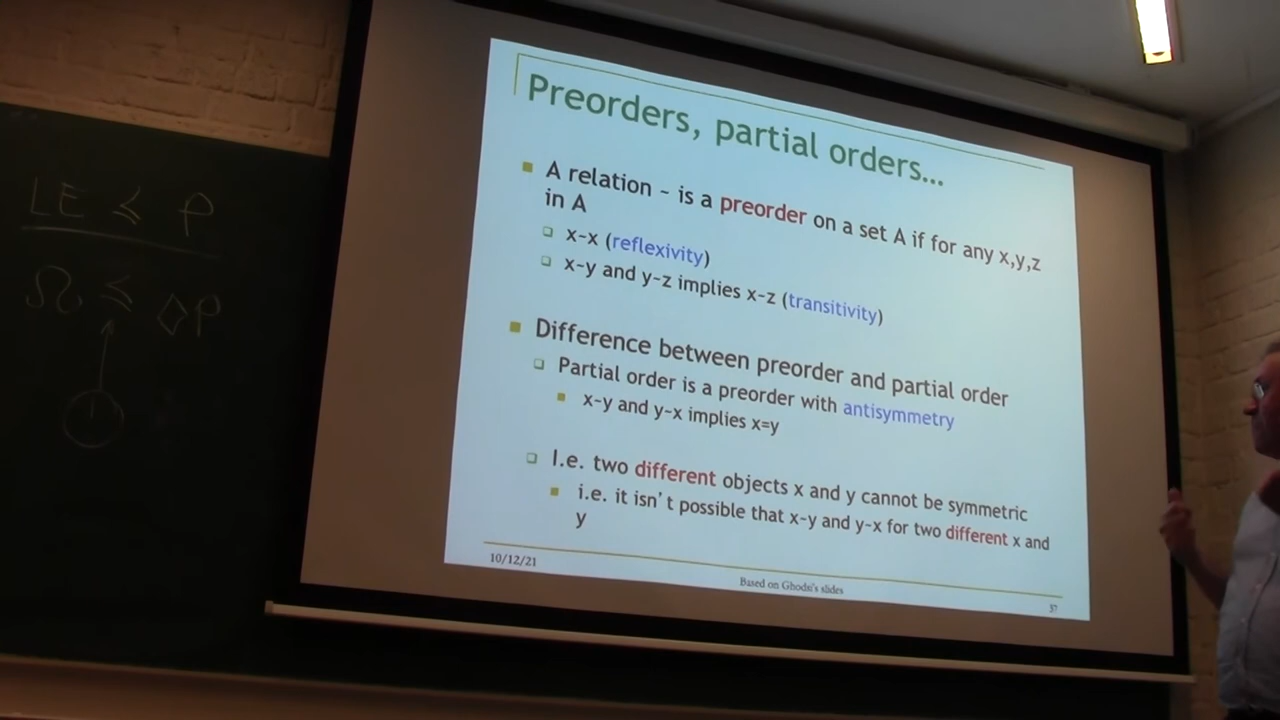 LE ≼ P
Ω ≼ ◇P
1
Preorders, partial orders...
A relation ~ is a preorder on a set A if for any x,y,z
in A
x~x (reflexivity)
x~y and y~z implies x~z (transitivity)
Difference between preorder and partial order
Partial order is a preorder with antisymmetry
x~y and y~x implies x=y
I.e. two different objects x and y cannot be symmetric
i.e. it isn't possible that x~y and y~x for two different x and
y
10/12/21
Based on Ghodsi's slides
37